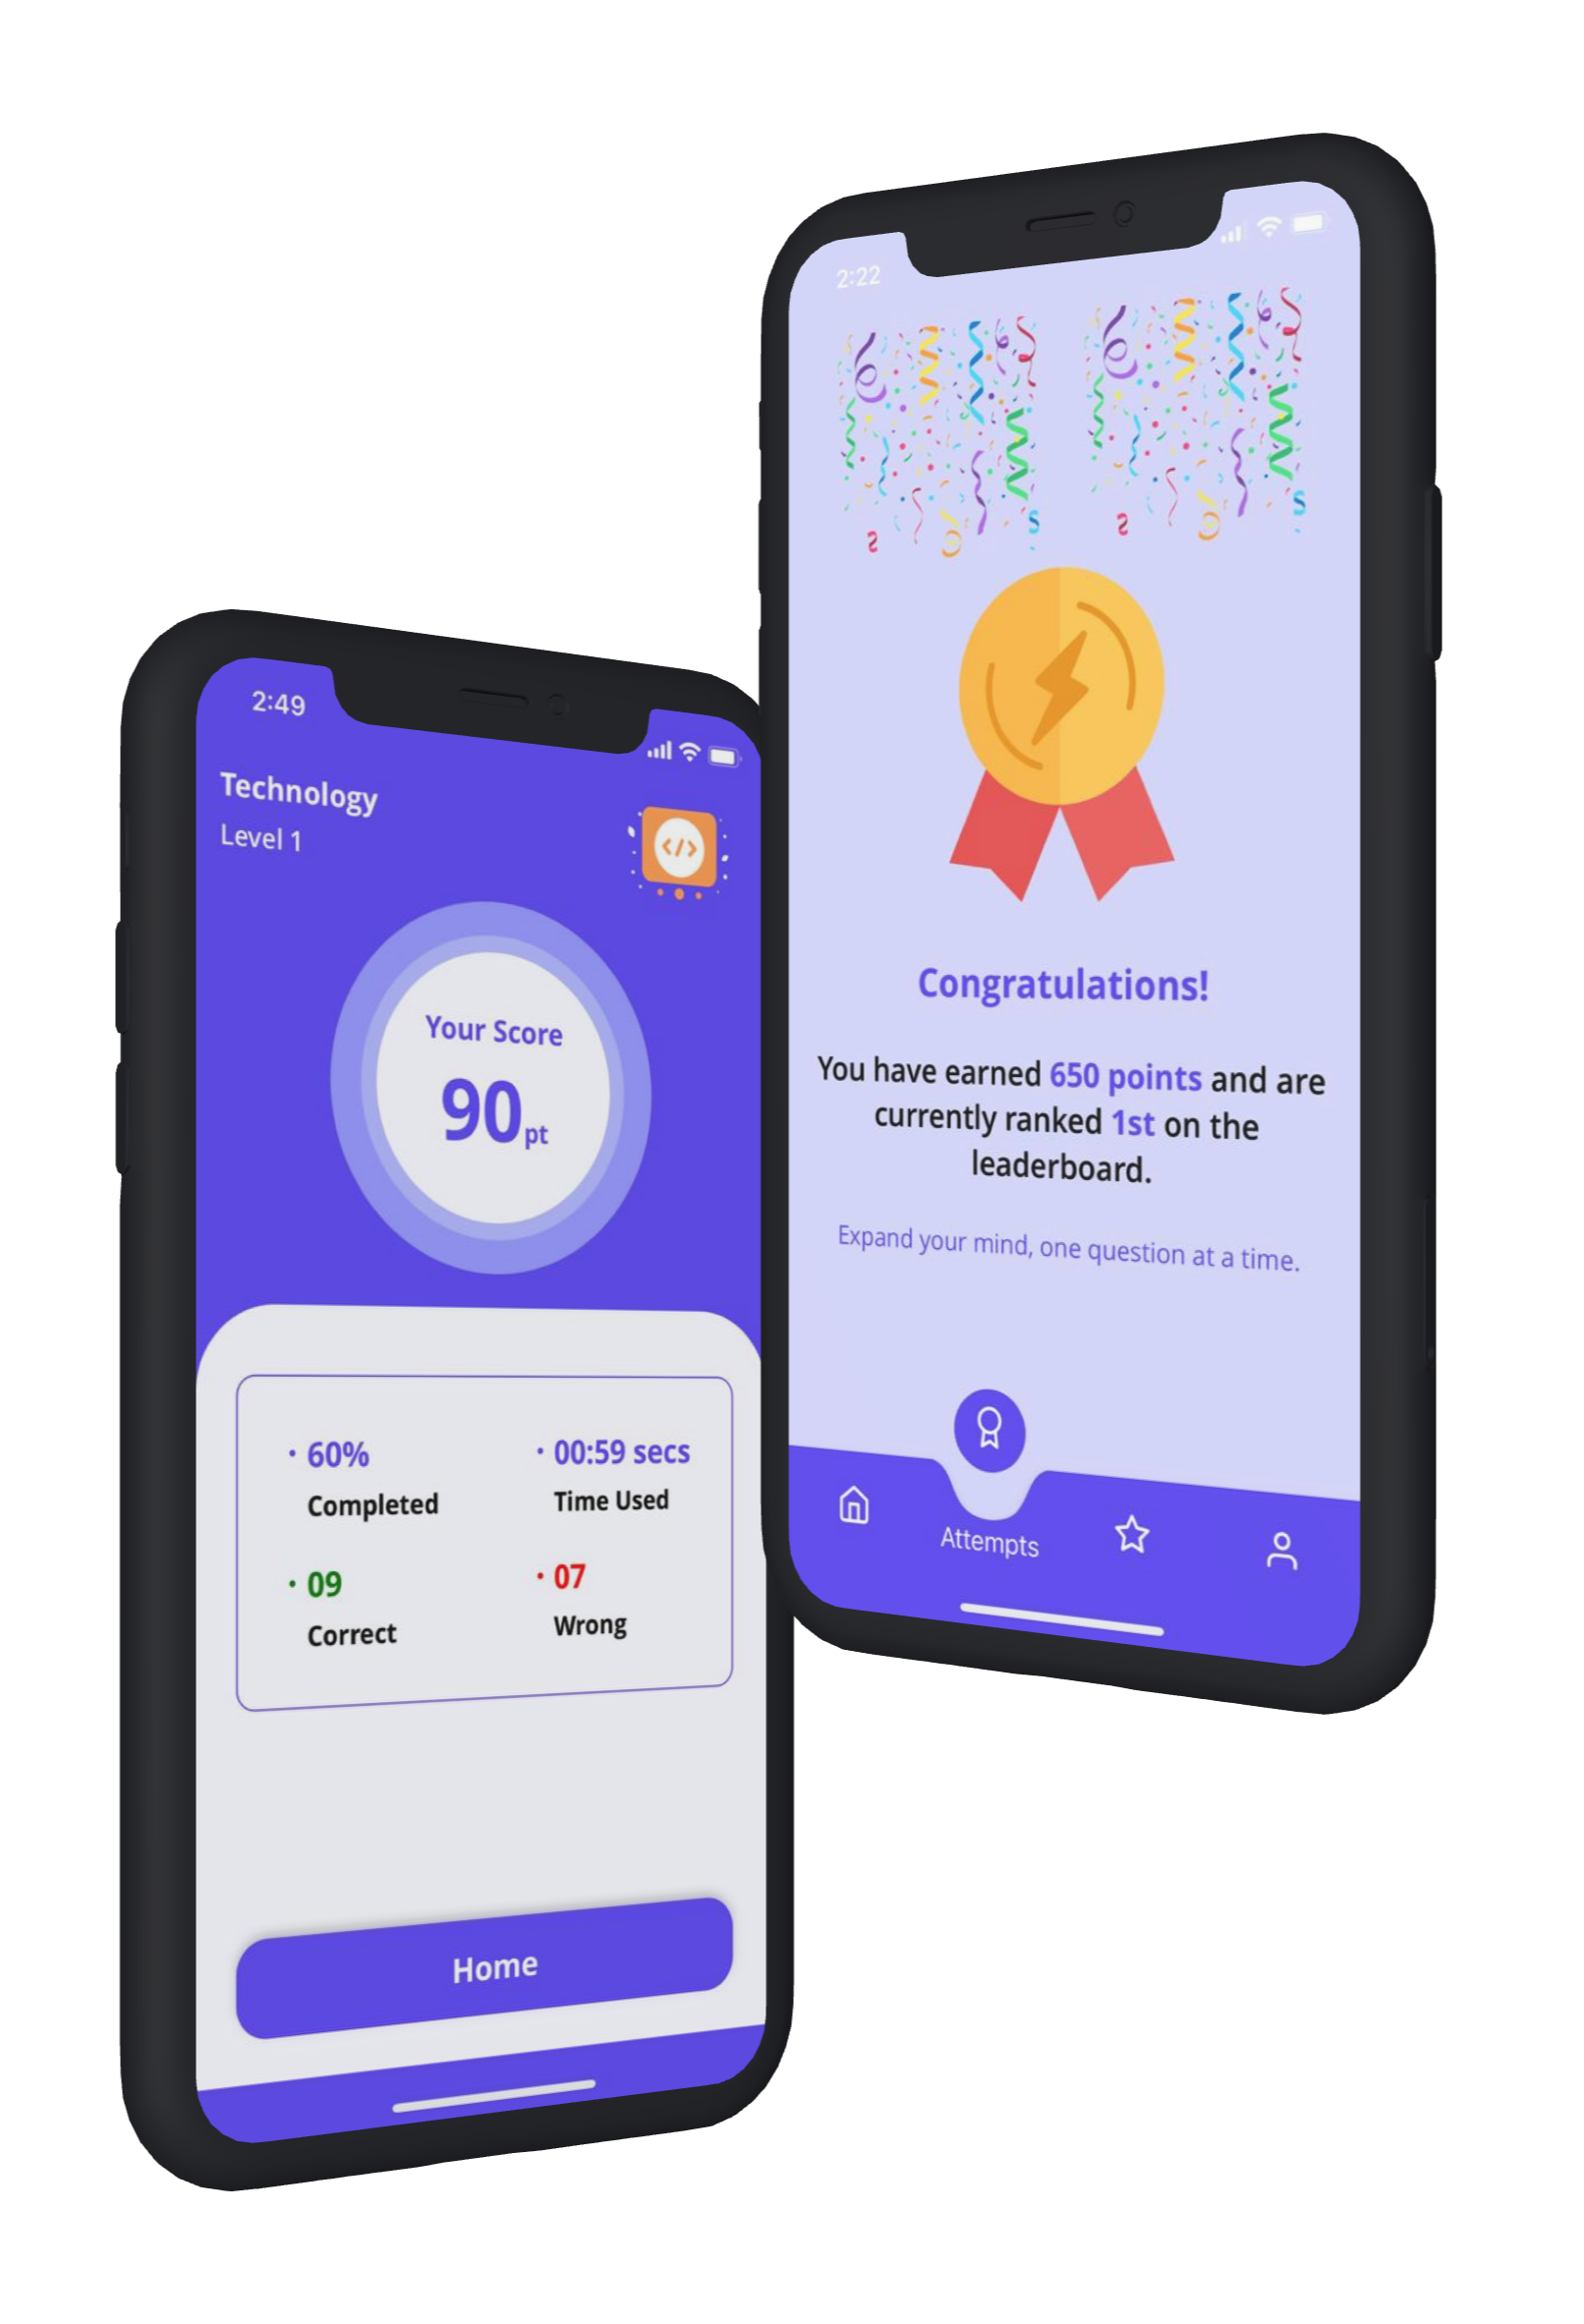 2:49
Technology
Level 1
</>
Your Score
90pt
• 60%
Completed
• 00:59 secs
Time Used
• 09
Correct
• 07
Wrong
Home
2:22
Congratulations!
You have earned 650 points and are
currently ranked 1st on the
leaderboard.
Expand your mind, one question at a time.
Attempts